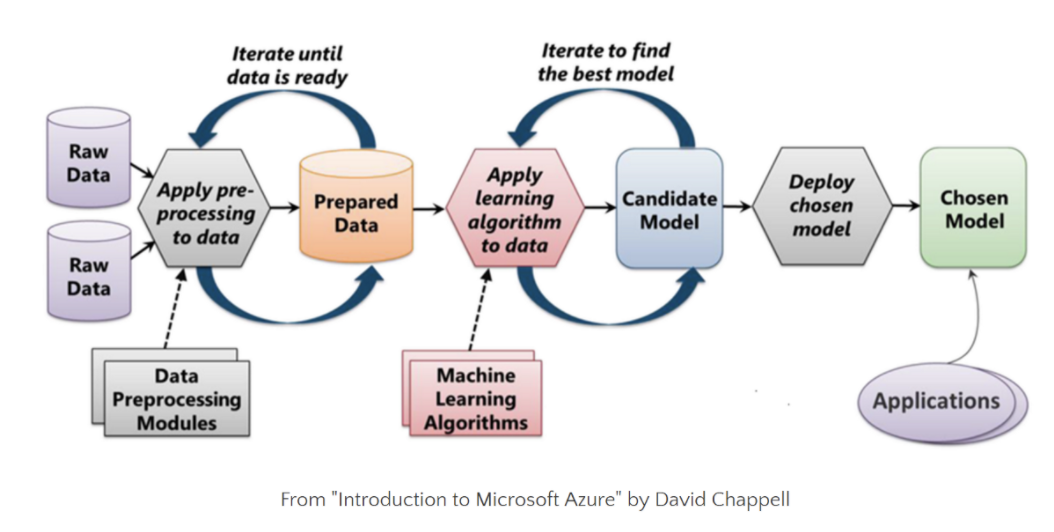 Iterate until
data is ready
Iterate to find
the best model
Raw
Data
Raw
Data
Apply pre-
processing
to data
Prepared
Data
Apply
learning
algorithm
to data
Candidate
Model
Deploy
chosen
model
Chosen
Model
Data
Preprocessing
Modules
Machine
Learning
Algorithms
Applications
From "Introduction to Microsoft Azure" by David Chappell